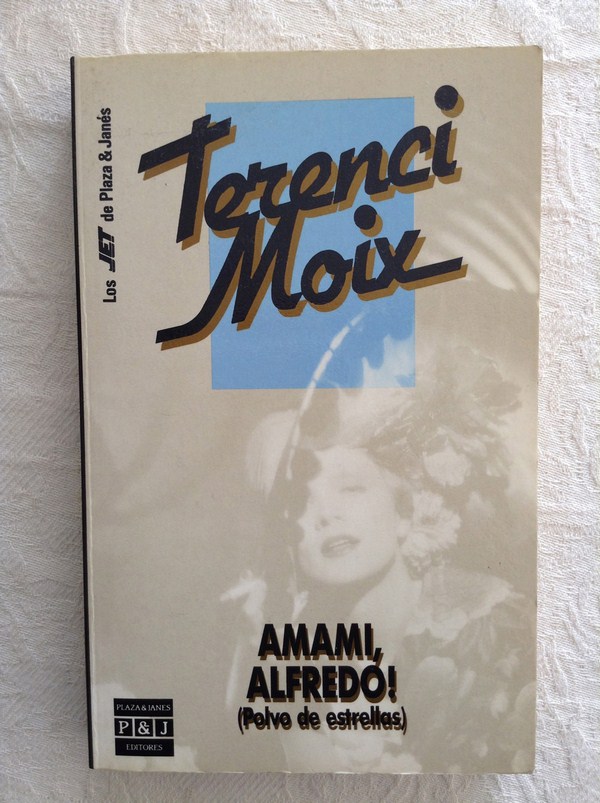 Los JET de Plaza & Janés
Terenci
Moix
AMAMI,
ALFREDO!
(Polvo de estrellas)
PLAZA & JANES
P & J
EDITORES